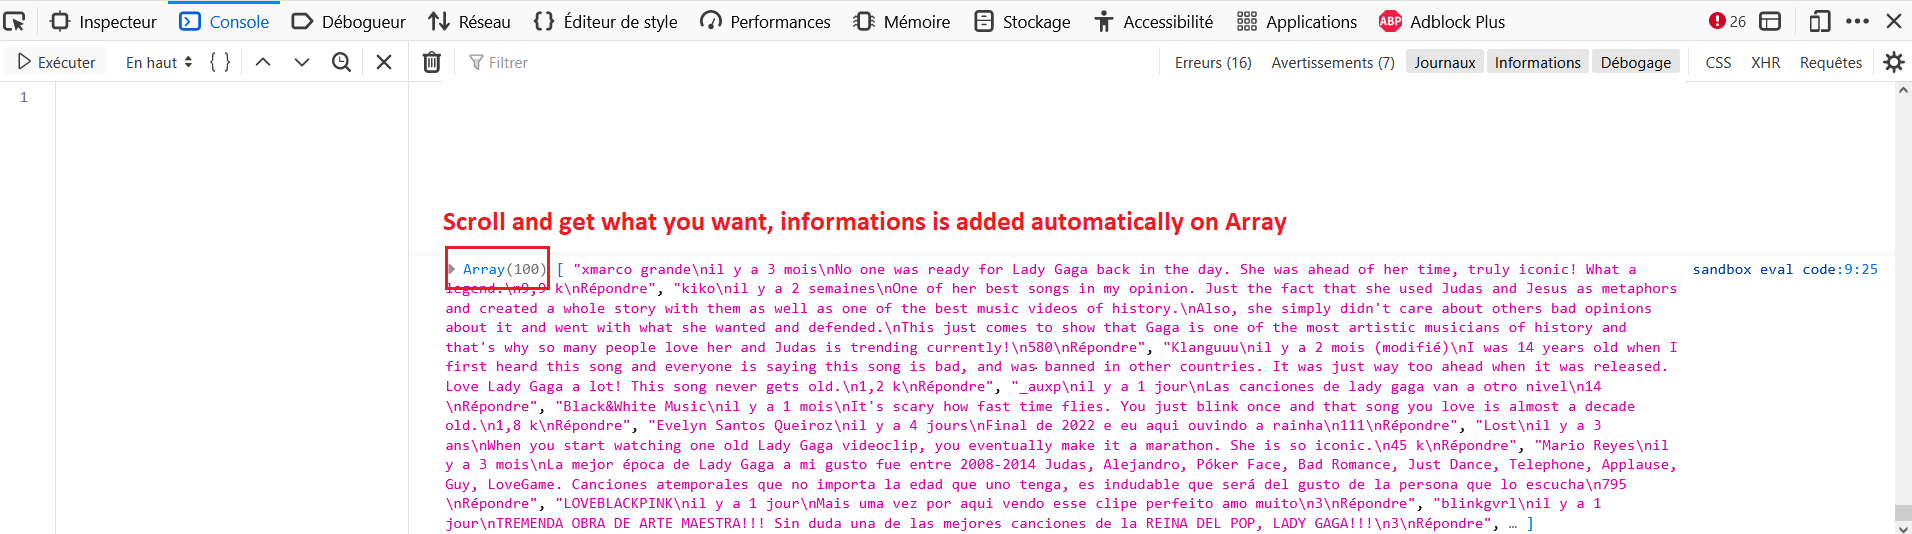 Inspecteur Console Débogueur Réseau Éditeur de style Performances Mémoire Stockage Accessibilité Applications ABP Adblock Plus 26
Exécuter En haut { } Filtrer Erreurs (16) Avertissements (7) Journaux Informations Débogage CSS XHR Requêtes
1
Scroll and get what you want, informations is added automatically on Array
Array(100) [ "xmarco grande\nil y a 3 mois\nNo one was ready for Lady Gaga back in the day. She was ahead of her time, truly iconic! What a sandbox eval code:9:25
legend.\n9,9 k\nRépondre", "kiko\nil y a 2 semaines\nOne of her best songs in my opinion. Just the fact that she used Judas and Jesus as metaphors
and created a whole story with them as well as one of the best music videos of history.\nAlso, she simply didn't care about others bad opinions
about it and went with what she wanted and defended.\nThis just comes to show that Gaga is one of the most artistic musicians of history and
that's why so many people love her and Judas is trending currently!\n580\nRépondre", "Klanguuu\nil y a 2 mois (modifié)\nI was 14 years old when I
first heard this song and everyone is saying this song is bad, and was banned in other countries. It was just way too ahead when it was released.
Love Lady Gaga a lot! This song never gets old.\n1,2 k\nRépondre", "_auxp\nil y a 1 jour\nLas canciones de lady gaga van a otro nivel\n14
\nRépondre", "Black&White Music\nil y a 1 mois\nIt's scary how fast time flies. You just blink once and that song you love is almost a decade
old.\n1,8 k\nRépondre", "Evelyn Santos Queiroz\nil y a 4 jours\nFinal de 2022 e eu aqui ouvindo a rainha\n111\nRépondre", "Lost\nil y a 3
ans\nWhen you start watching one old Lady Gaga videoclip, you eventually make it a marathon. She is so iconic.\n45 k\nRépondre", "Mario Reyes\nil
y a 3 mois\nLa mejor época de Lady Gaga a mi gusto fue entre 2008-2014 Judas, Alejandro, Póker Face, Bad Romance, Just Dance, Telephone, Applause,
Guy, LoveGame. Canciones atemporales que no importa la edad que uno tenga, es indudable que será del gusto de la persona que lo escucha\n795
\nRépondre", "LOVEBLACKPINK\nil y a 1 jour\nMais uma vez por aqui vendo esse clipe perfeito amo muito\n3\nRépondre", "blinkgvrl\nil y a 1
jour\nTREMENDA OBRA DE ARTE MAESTRA!!! Sin duda una de las mejores canciones de la REINA DEL POP, LADY GAGA!!!\n3\nRépondre", … ]